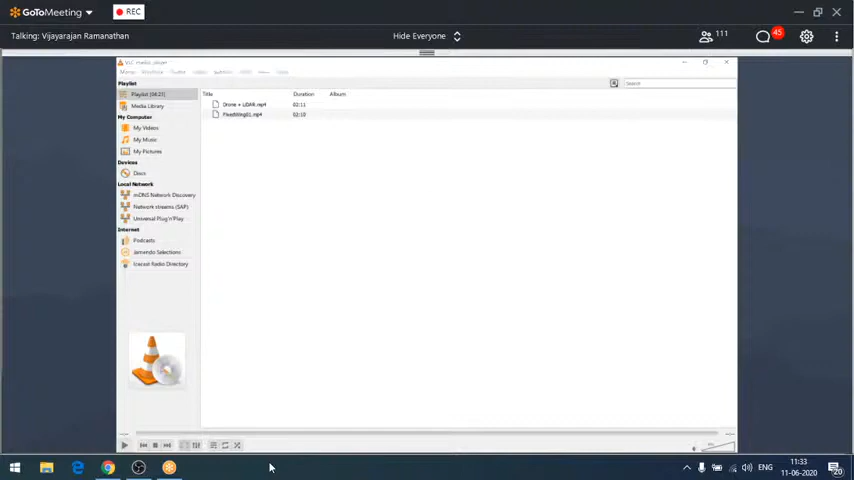 GoToMeeting
REC
Talking: Vijayarajan Ramanathan
Hide Everyone
111
45
VLC media player
Playlist
Search
Playlist [04:21]
Title
Duration
Album
Media Library
Drone + LiDAR.mp4
02:11
My Computer
02:10
My Videos
My Music
My Pictures
Devices
Discs
Local Network
mDNS Network Discovery
Network streams (SAP)
Universal Plug'n'Play
Internet
Podcasts
Jamendo Selections
Icecast Radio Directory
ENG
11:33
11-06-2020
20